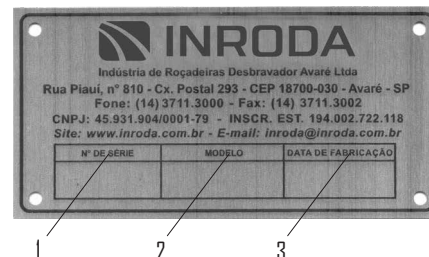 INRODA
Indústria de Roçadeiras Desbravador Avaré Ltda
Rua Piauí, n° 810 - Cx. Postal 293 - CEP 18700-030 - Avaré - SP
Fone: (14) 3711.3000 - Fax: (14) 3711.3002
CNPJ: 45.931.904/0001-79 - INSCR. EST. 194.002.722.118
Site: www.inroda.com.br - E-mail: inroda@inroda.com.br
N° DE SÉRIE MODELO DATA DE FABRICAÇÃO
1 2 3